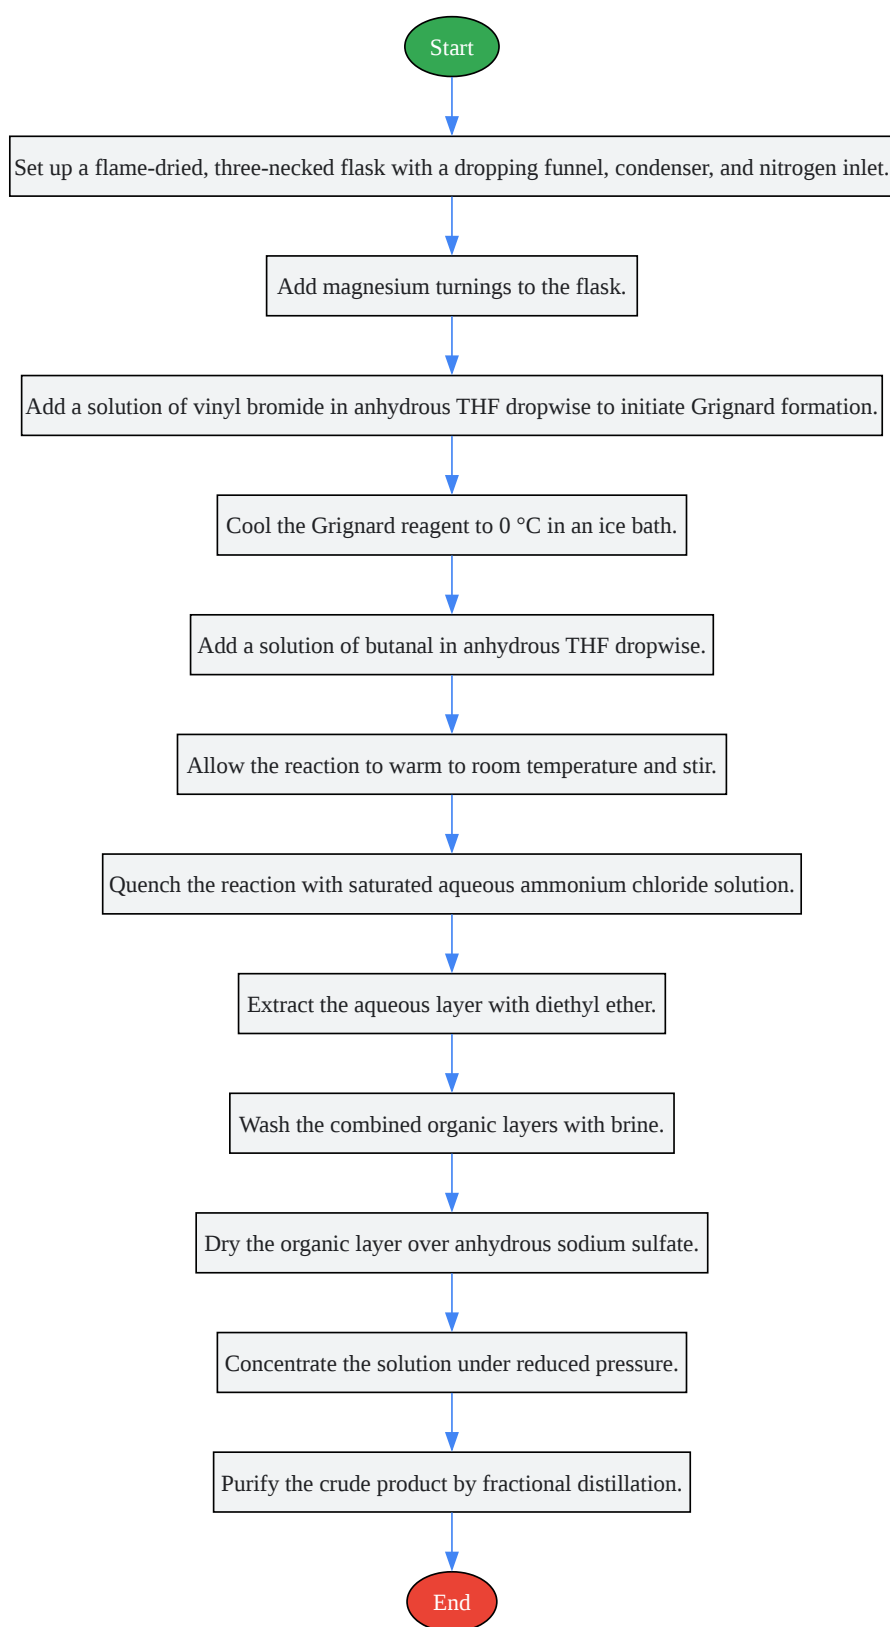 Start
Set up a flame-dried, three-necked flask with a dropping funnel, condenser, and nitrogen inlet.
Add magnesium turnings to the flask.
Add a solution of vinyl bromide in anhydrous THF dropwise to initiate Grignard formation.
Cool the Grignard reagent to 0 °C in an ice bath.
Add a solution of butanal in anhydrous THF dropwise.
Allow the reaction to warm to room temperature and stir.
Quench the reaction with saturated aqueous ammonium chloride solution.
Extract the aqueous layer with diethyl ether.
Wash the combined organic layers with brine.
Dry the organic layer over anhydrous sodium sulfate.
Concentrate the solution under reduced pressure.
Purify the crude product by fractional distillation.
End